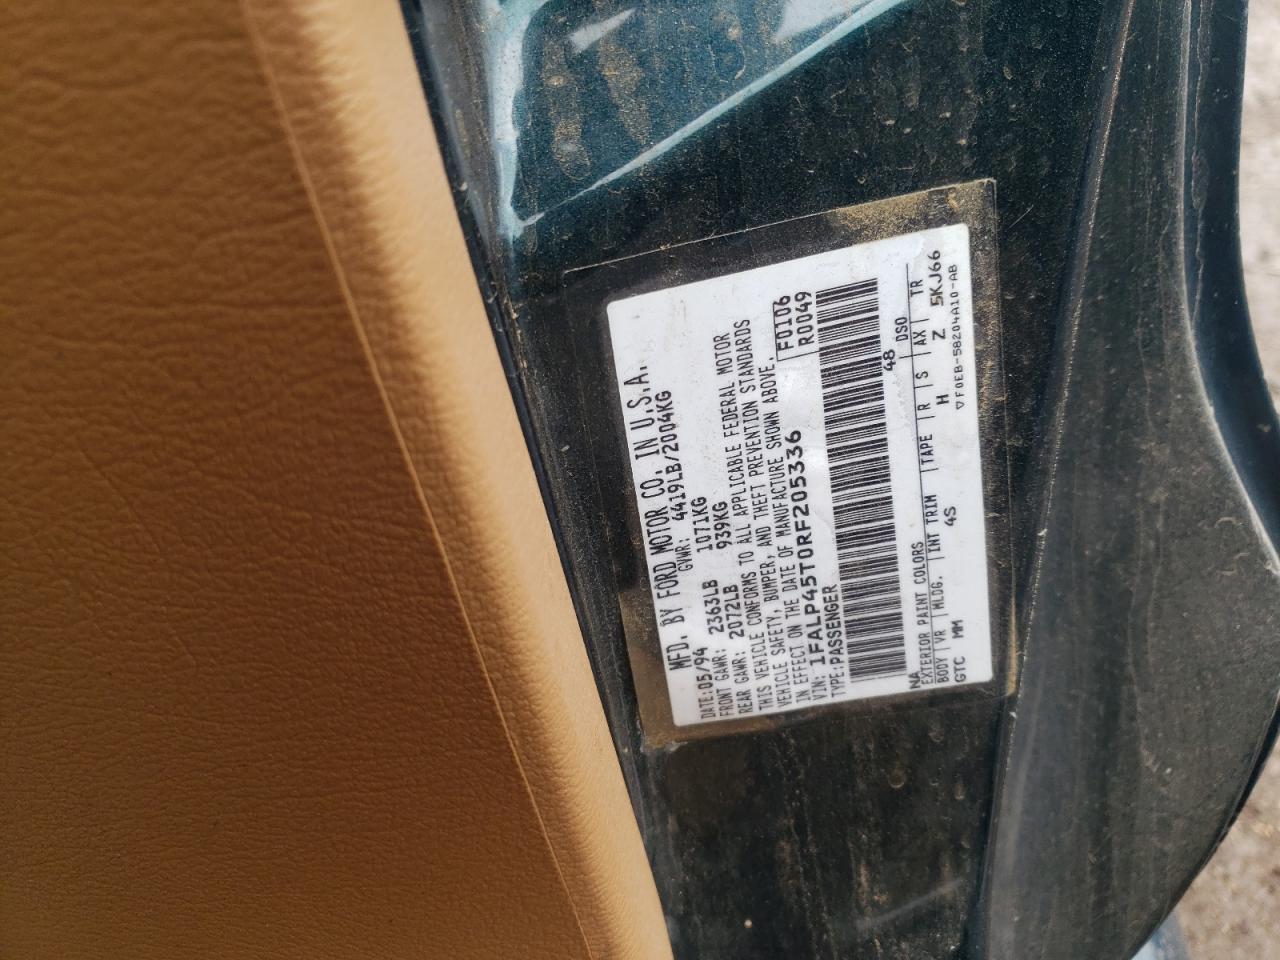 MFD. BY FORD MOTOR CO. IN U.S.A.
DATE: 05/94 GVWR: 4419LB/2004KG
FRONT GAWR: 2363LB 1071KG
REAR GAWR: 2072LB 939KG
THIS VEHICLE CONFORMS TO ALL APPLICABLE FEDERAL MOTOR
VEHICLE SAFETY, BUMPER, AND THEFT PREVENTION STANDARDS
IN EFFECT ON THE DATE OF MANUFACTURE SHOWN ABOVE.
VIN: 1FALP45T0RF205336 F0106
TYPE: PASSENGER R0049
NA 48
EXTERIOR PAINT COLORS DSO
BODY VR MLDG. INT TRIM TAPE R S AX TR
GTC MM 4S H Z 5KJ66
▽F0EB-58204A10-AB